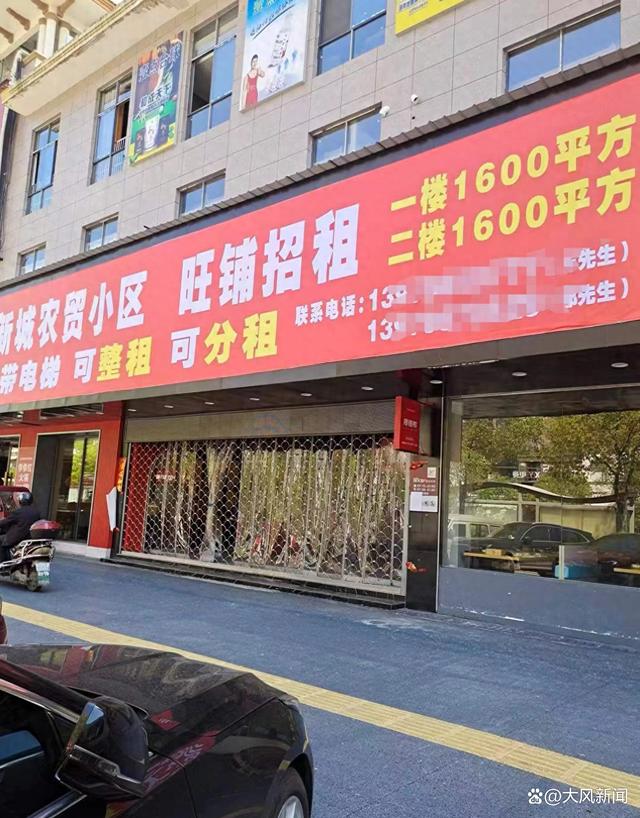 一楼1600平方
二楼1600平方
新城农贸小区 旺铺招租
带电梯 可整租 可分租
联系电话:13
先生)
13
先生)
@大风新闻